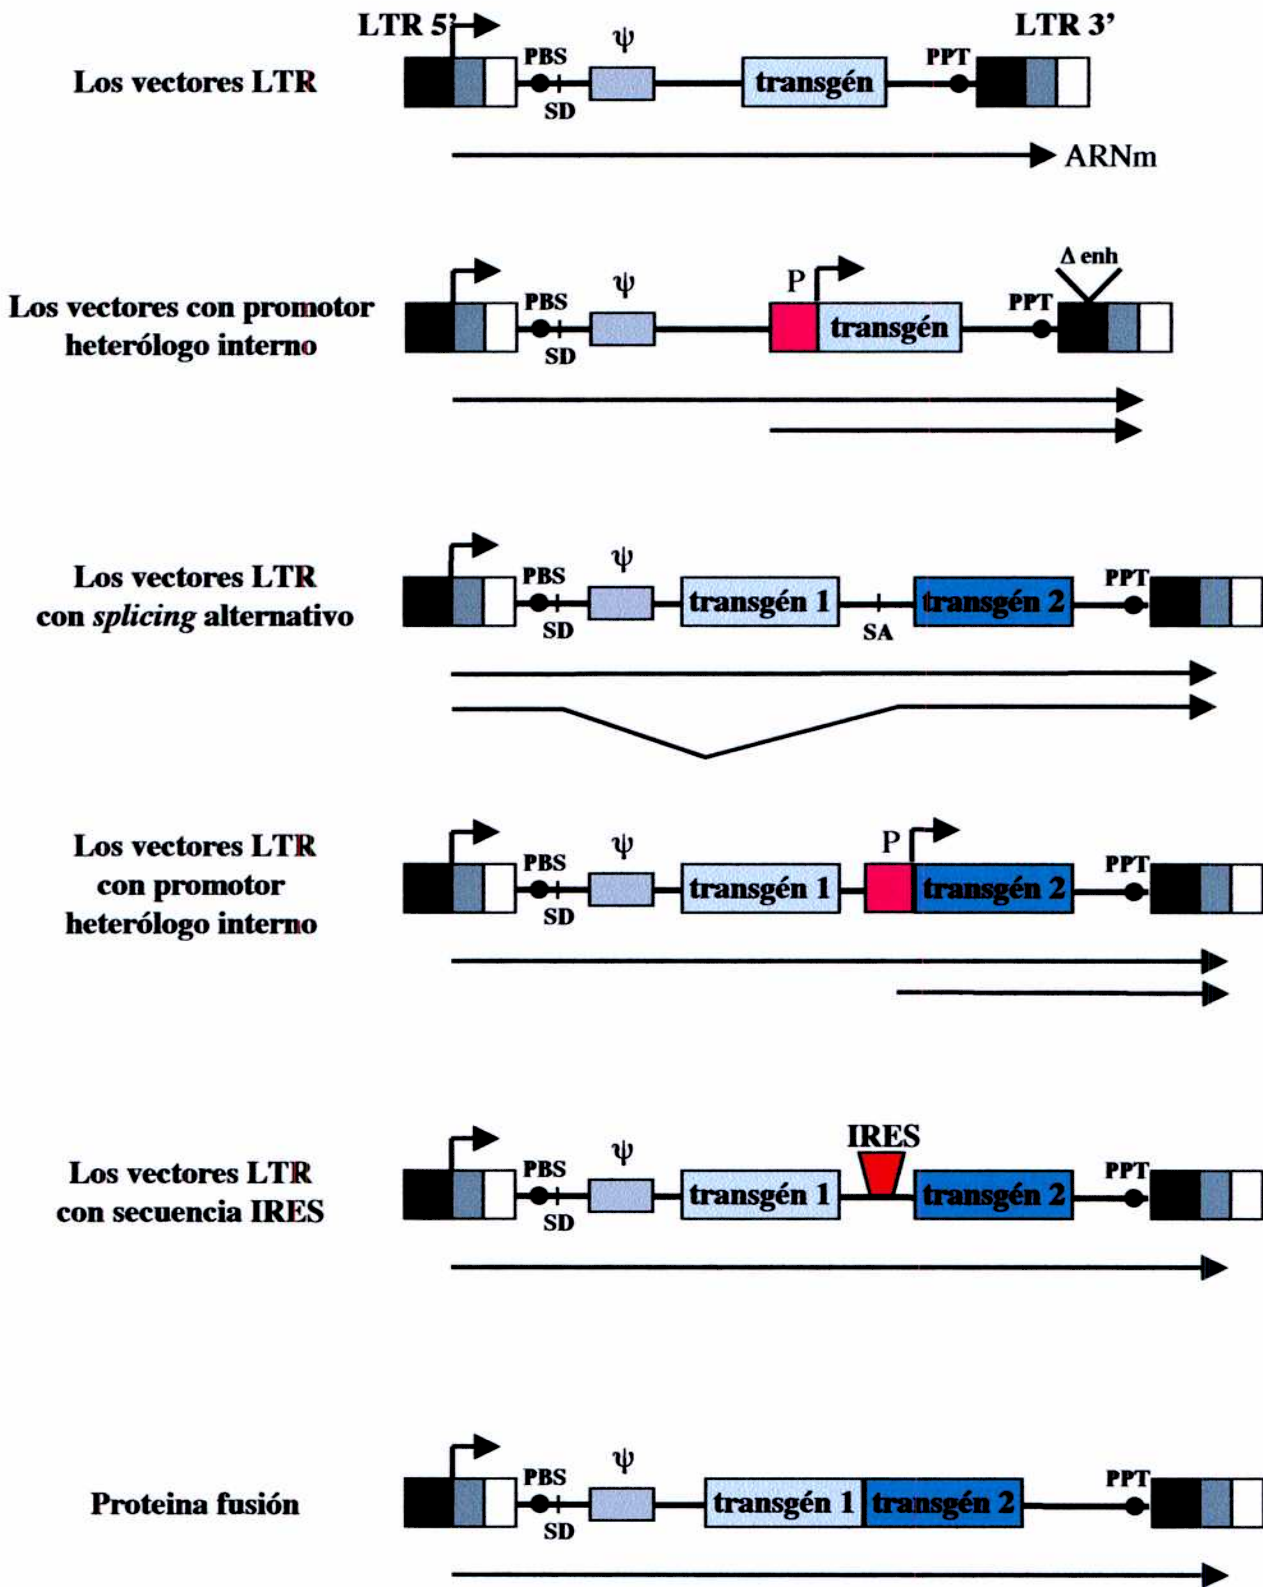 LTR 5’
LTR 3’
Los vectores LTR
PBS
ψ
SD
transgén
PPT
ARNm
Los vectores con promotor
heterólogo interno
PBS
ψ
SD
P
transgén
PPT
Δ enh
Los vectores LTR
con splicing alternativo
PBS
ψ
SD
transgén 1
SA
transgén 2
PPT
Los vectores LTR
con promotor
heterólogo interno
PBS
ψ
SD
transgén 1
P
transgén 2
PPT
Los vectores LTR
con secuencia IRES
PBS
ψ
SD
transgén 1
IRES
transgén 2
PPT
Proteina fusión
PBS
ψ
SD
transgén 1
transgén 2
PPT